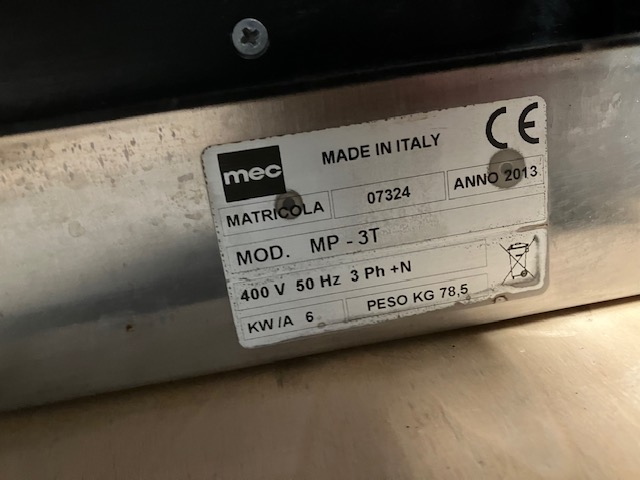 mec
MADE IN ITALY
CE
MATRICOLA 07324 ANNO 2013
MOD. MP - 3T
400 V 50 Hz 3 Ph +N
KW/A 6 PESO KG 78,5